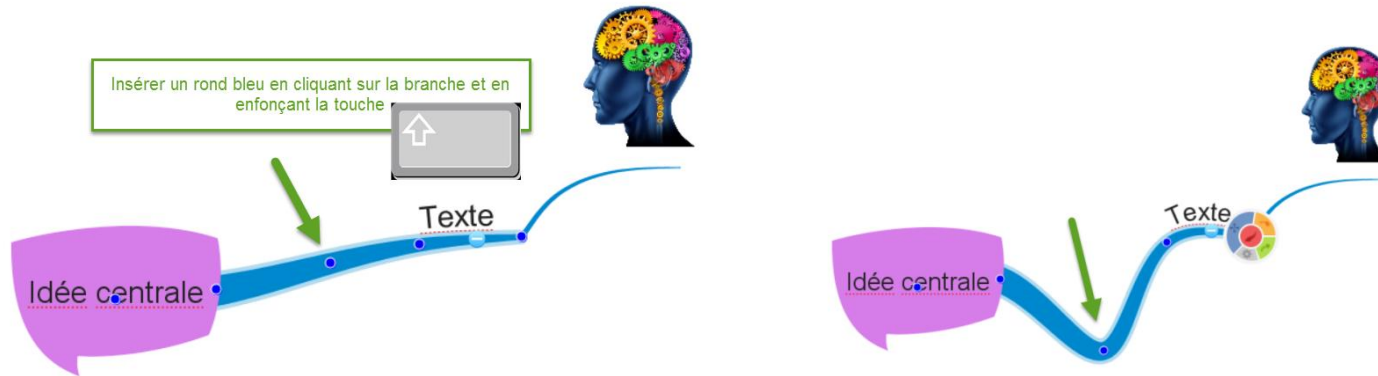 Insérer un rond bleu en cliquant sur la branche et en
enfonçant la touche
Texte
Idée centrale
Texte
Idée centrale